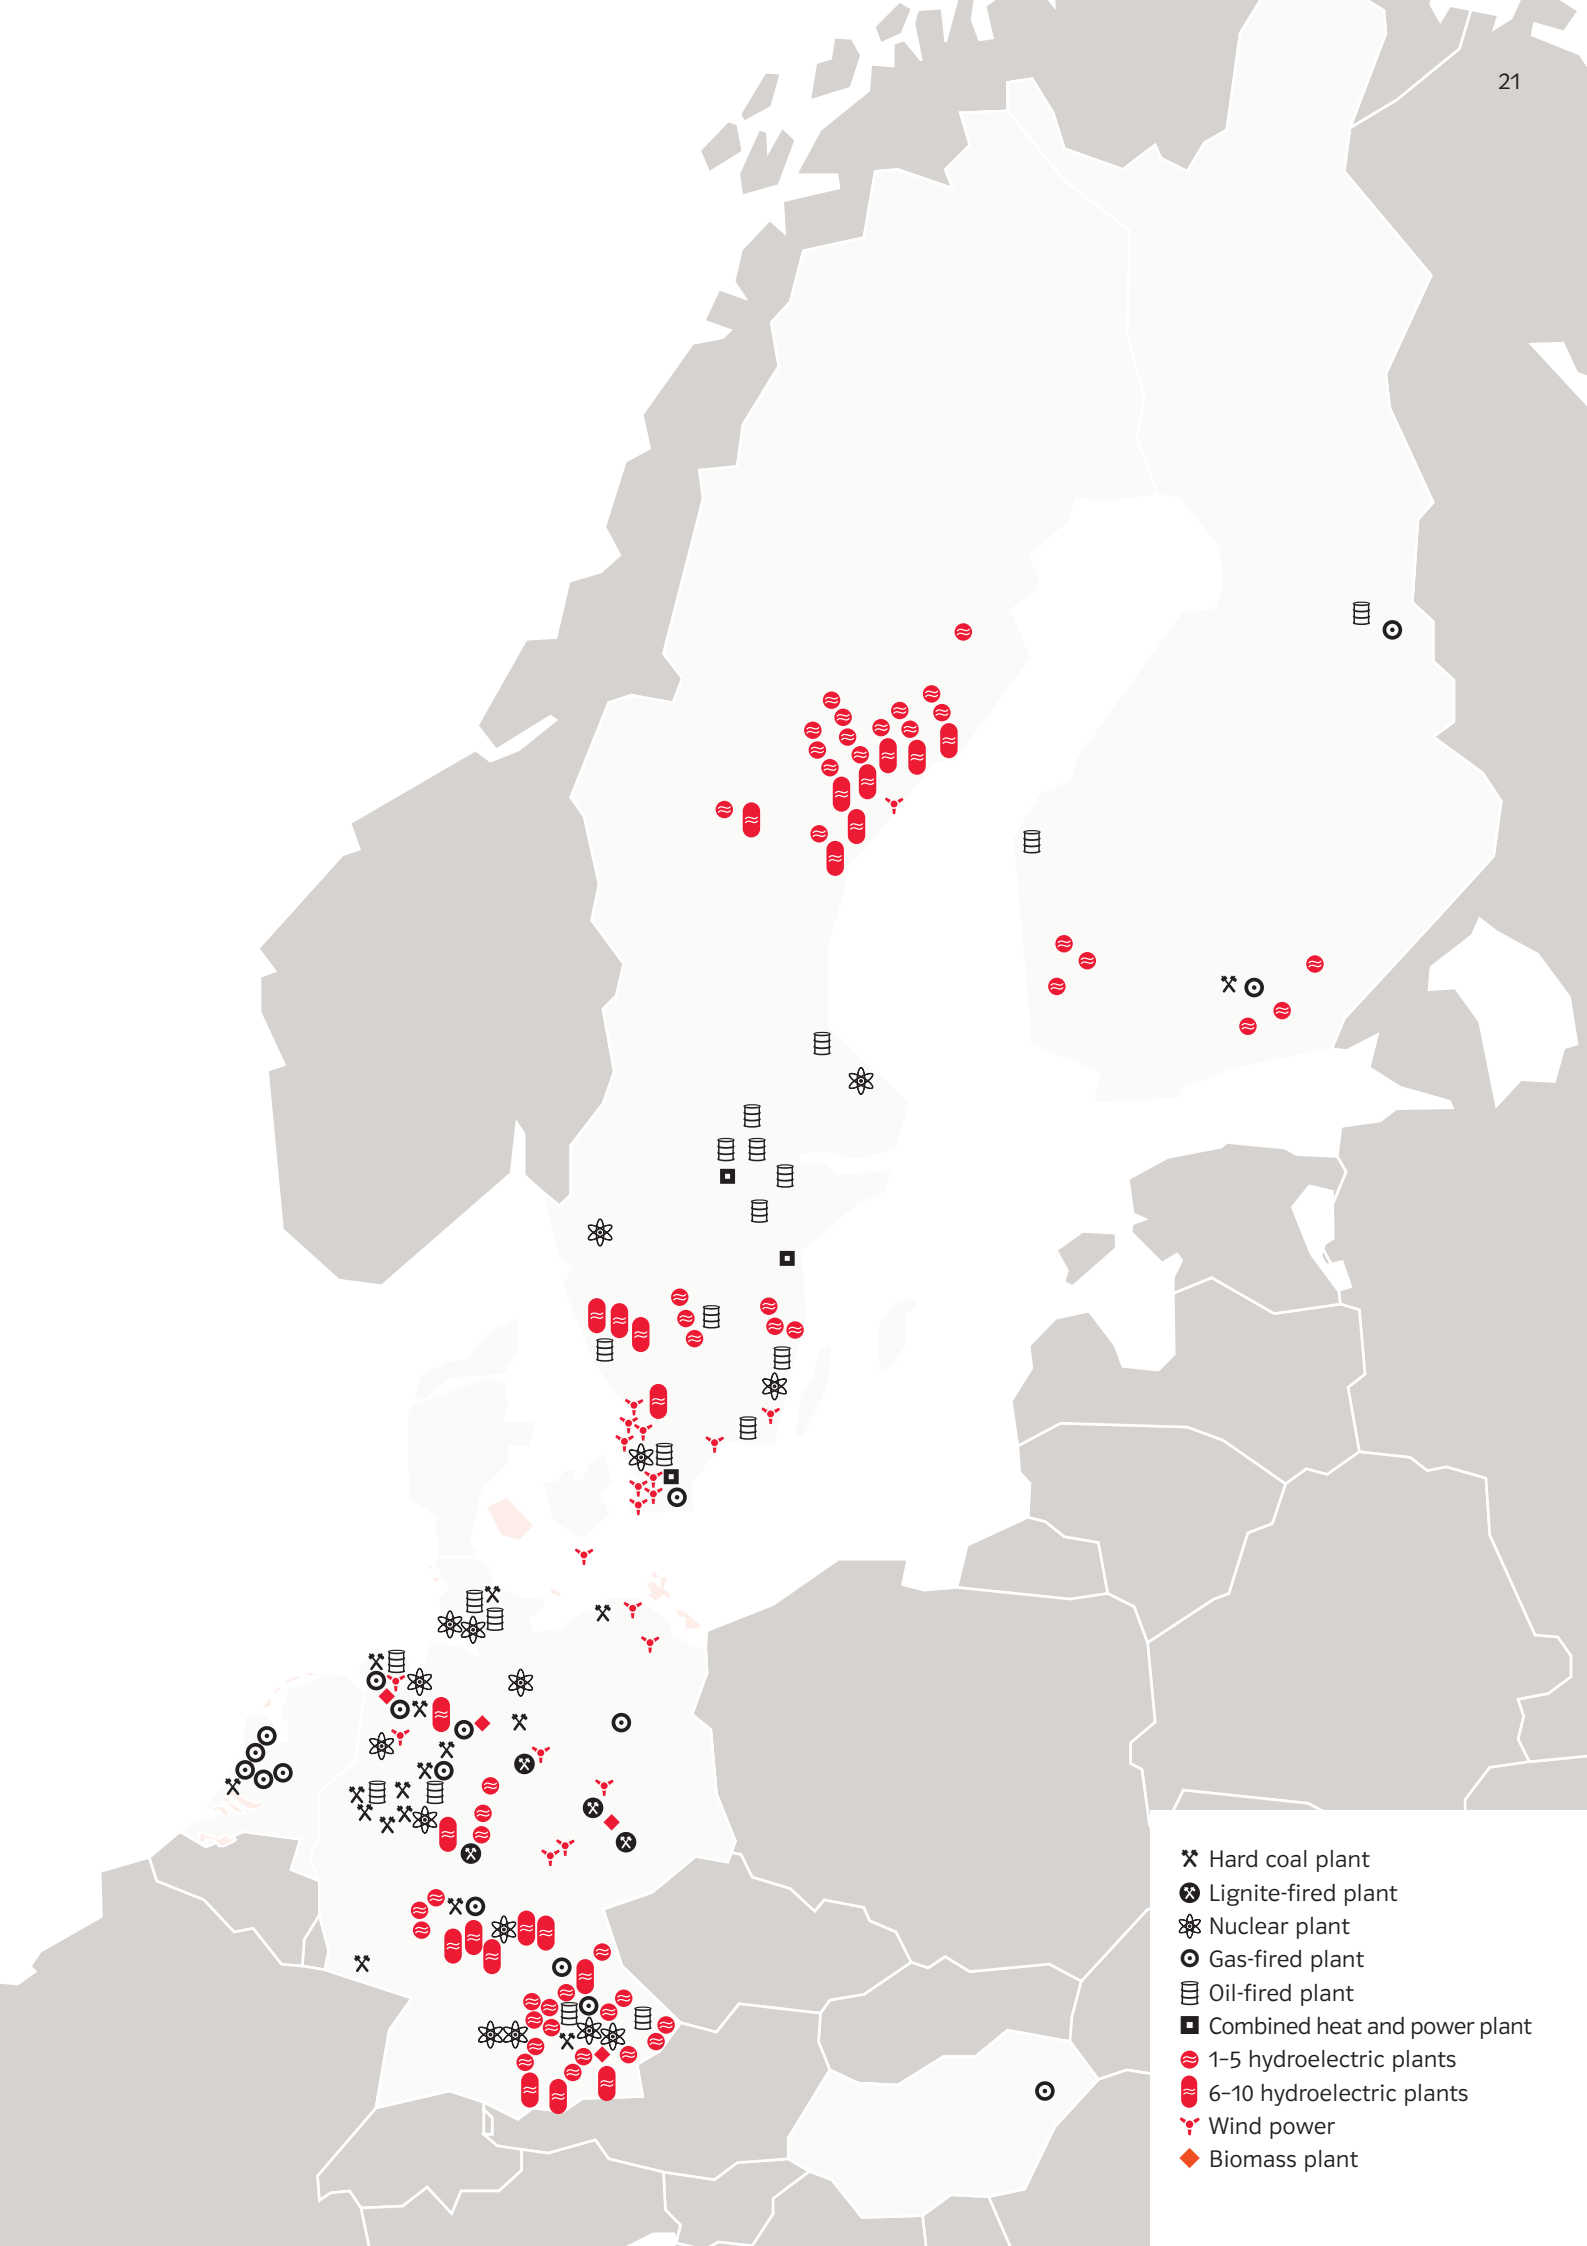 21
Hard coal plant
Lignite-fired plant
Nuclear plant
Gas-fired plant
Oil-fired plant
Combined heat and power plant
1–5 hydroelectric plants
6–10 hydroelectric plants
Wind power
Biomass plant